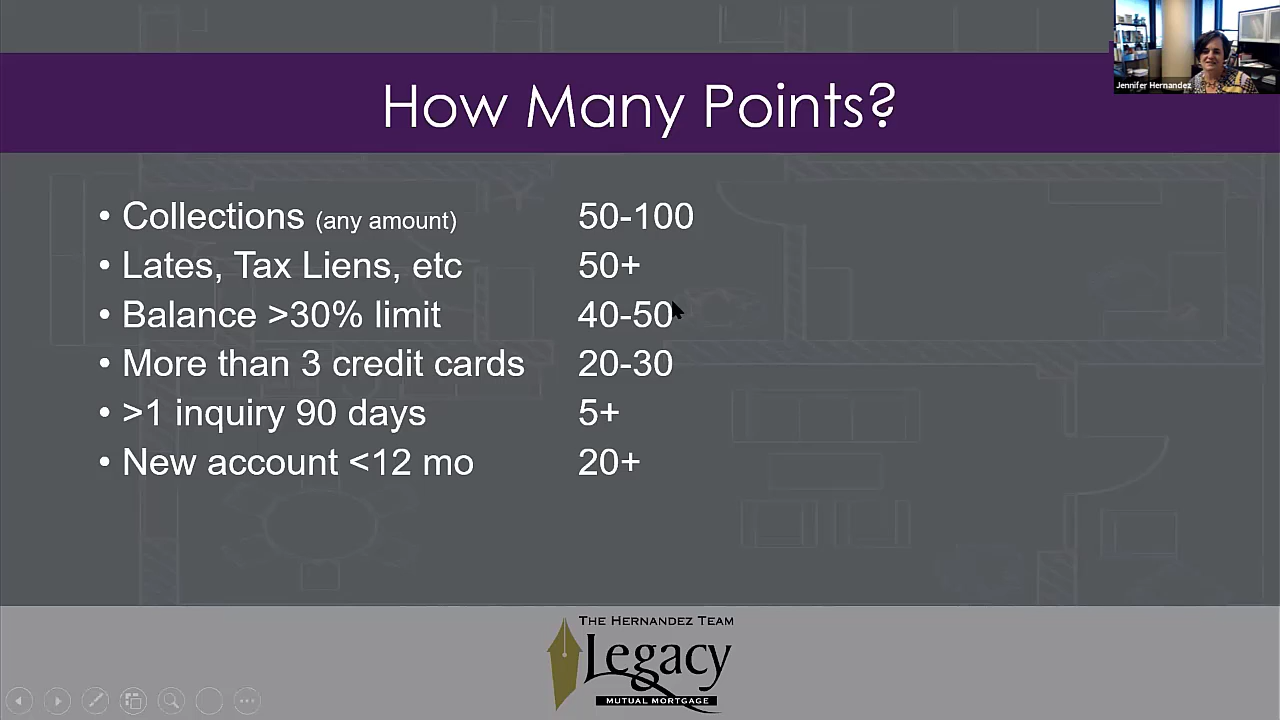 How Many Points?
Jennifer Hernandez
• Collections (any amount) 50-100
• Lates, Tax Liens, etc 50+
• Balance >30% limit 40-50
• More than 3 credit cards 20-30
• >1 inquiry 90 days 5+
• New account <12 mo 20+
THE HERNANDEZ TEAM
Legacy
MUTUAL MORTGAGE